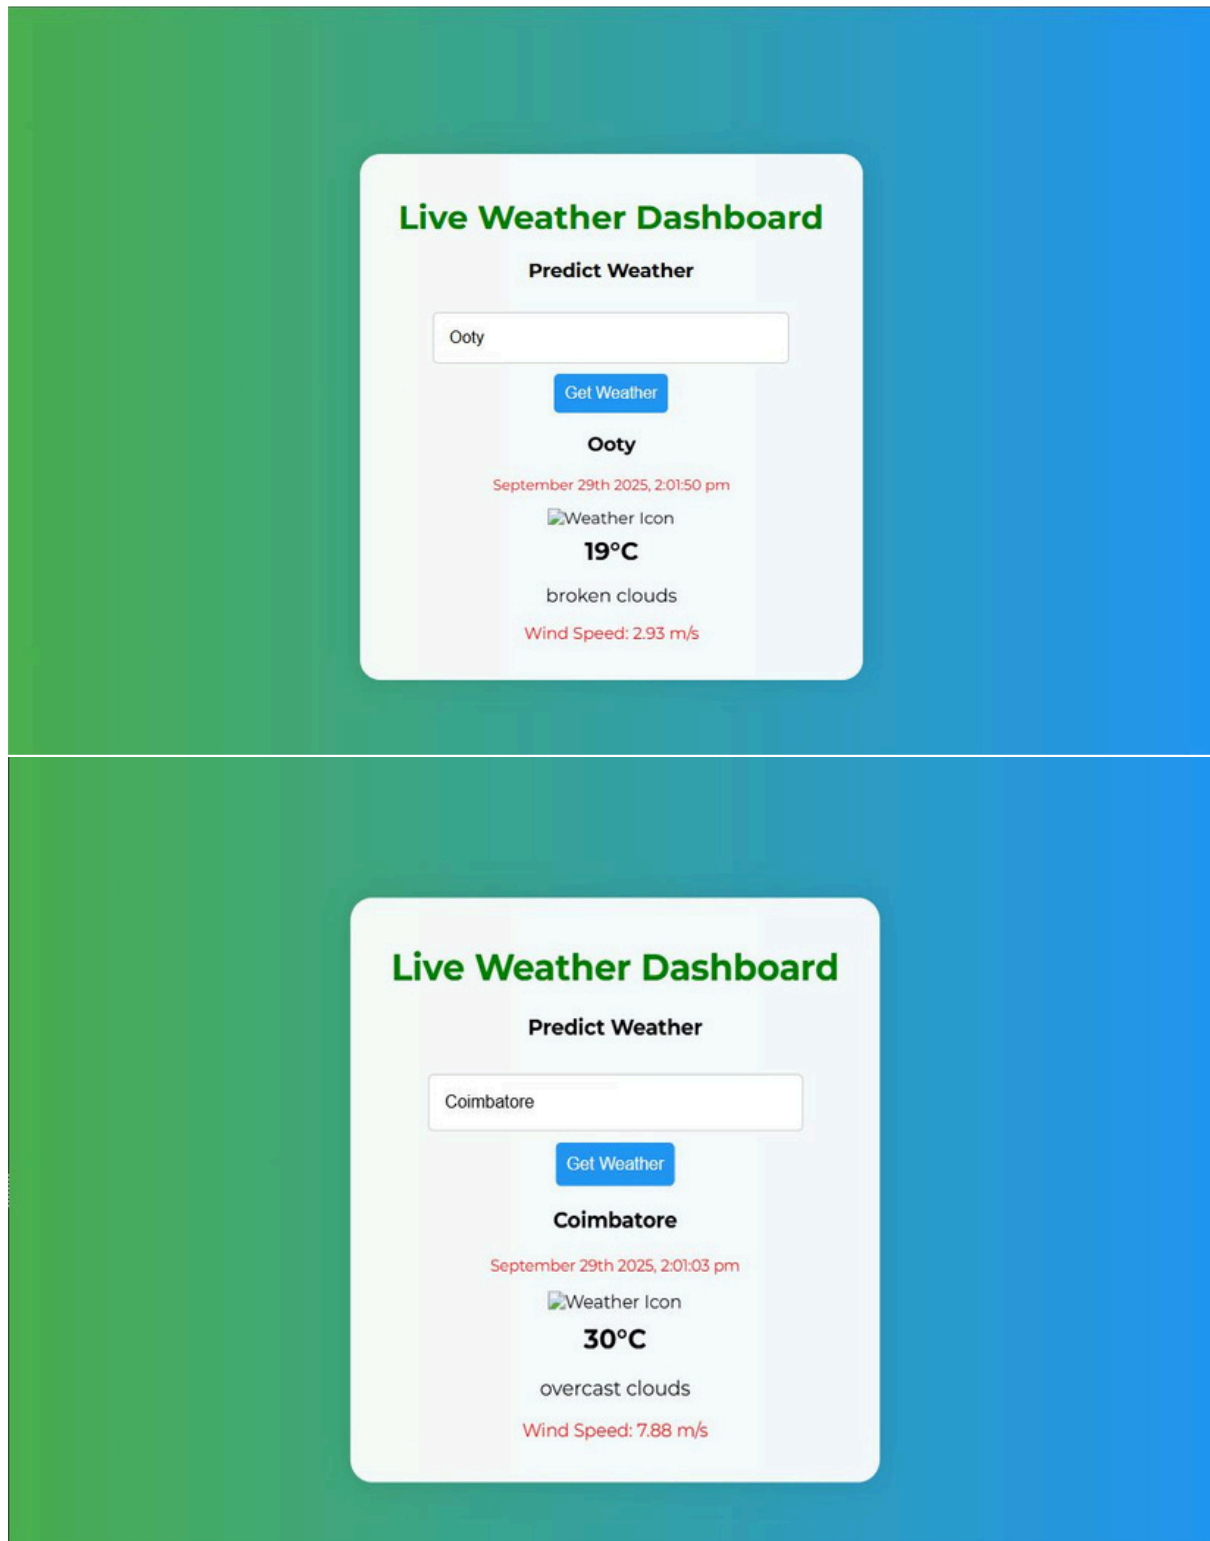 Live Weather Dashboard
Predict Weather
Ooty
Get Weather
Ooty
September 29th 2025, 2:01:50 pm
Weather Icon
19°C
broken clouds
Wind Speed: 2.93 m/s
Live Weather Dashboard
Predict Weather
Coimbatore
Get Weather
Coimbatore
September 29th 2025, 2:01:03 pm
Weather Icon
30°C
overcast clouds
Wind Speed: 7.88 m/s